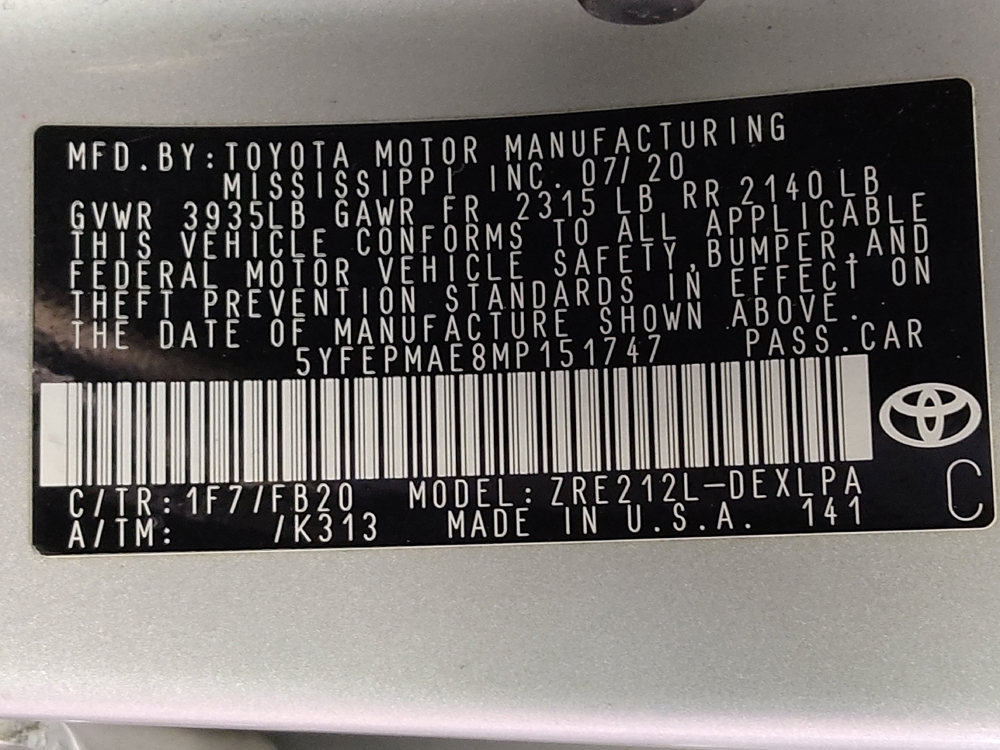 MFD.BY:TOYOTA MOTOR MANUFACTURING
MISSISSIPPI INC. 07/20
GVWR 3935LB GAWR FR 2315 LB RR 2140 LB
THIS VEHICLE CONFORMS TO ALL APPLICABLE
FEDERAL MOTOR VEHICLE SAFETY,BUMPER,AND
THEFT PREVENTION STANDARDS IN EFFECT ON
THE DATE OF MANUFACTURE SHOWN ABOVE.
5YFEPMAE8MP151747 PASS.CAR
C/TR:1F7/FB20 MODEL: ZRE212L-DEXLPA
A/TM: /K313 MADE IN U.S.A. 141
C